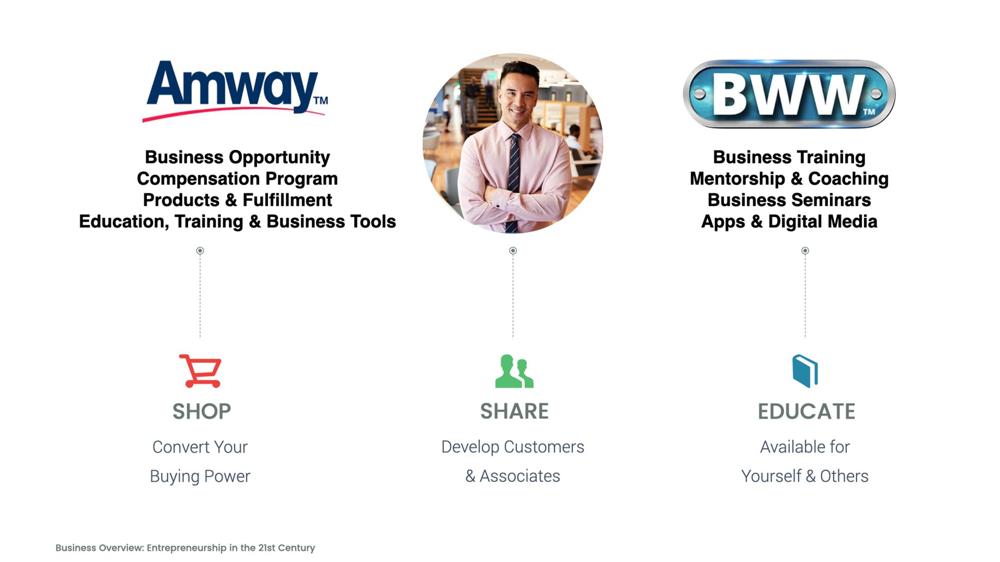 Amway™
Business Opportunity
Compensation Program
Products & Fulfillment
Education, Training & Business Tools
BWW™
Business Training
Mentorship & Coaching
Business Seminars
Apps & Digital Media
SHOP
Convert Your
Buying Power
SHARE
Develop Customers
& Associates
EDUCATE
Available for
Yourself & Others
Business Overview: Entrepreneurship in the 21st Century